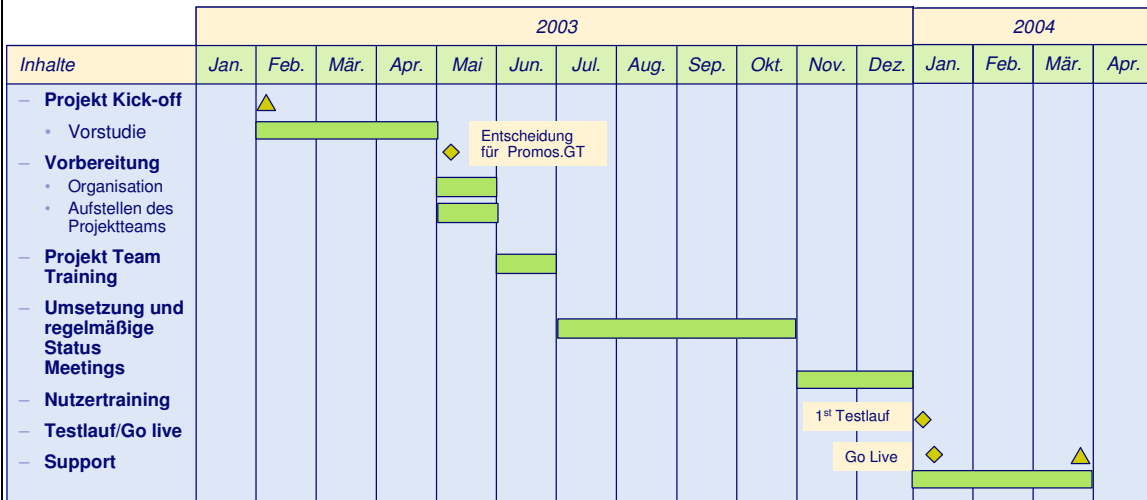 2003 2004
Inhalte Jan. Feb. Mär. Apr. Mai Jun. Jul. Aug. Sep. Okt. Nov. Dez. Jan. Feb. Mär. Apr.
– Projekt Kick-off
• Vorstudie
Entscheidung
für Promos.GT
– Vorbereitung
• Organisation
• Aufstellen des
Projektteams
– Projekt Team
Training
– Umsetzung und
regelmäßige
Status
Meetings
– Nutzertraining
1st Testlauf
– Testlauf/Go live
Go Live
– Support